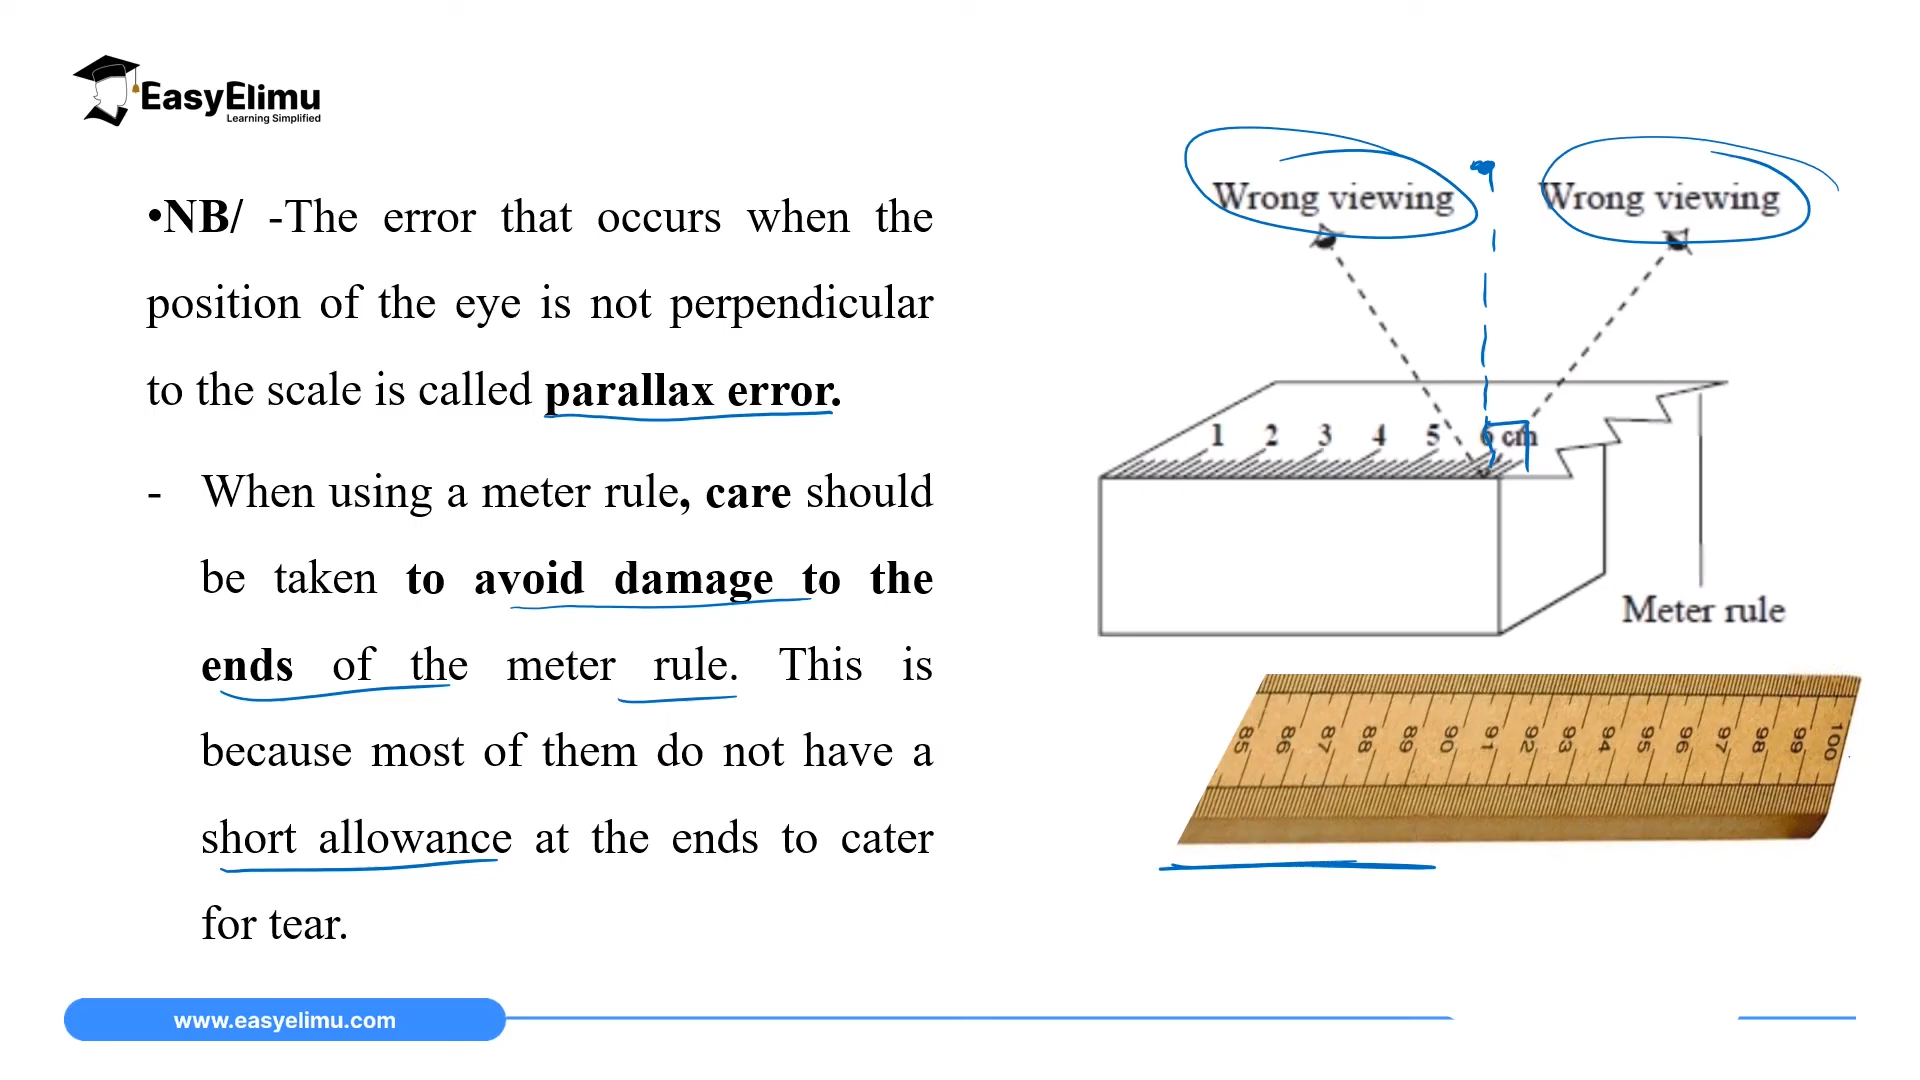 EasyElimu
Learning Simplified
•NB/ -The error that occurs when the
position of the eye is not perpendicular
to the scale is called parallax error.
- When using a meter rule, care should
be taken to avoid damage to the
ends of the meter rule. This is
because most of them do not have a
short allowance at the ends to cater
for tear.
Wrong viewing Wrong viewing
1 2 3 4 5 6 cm
Meter rule
85 86 87 88 89 90 91 92 93 94 95 96 97 98 99 100
www.easyelimu.com